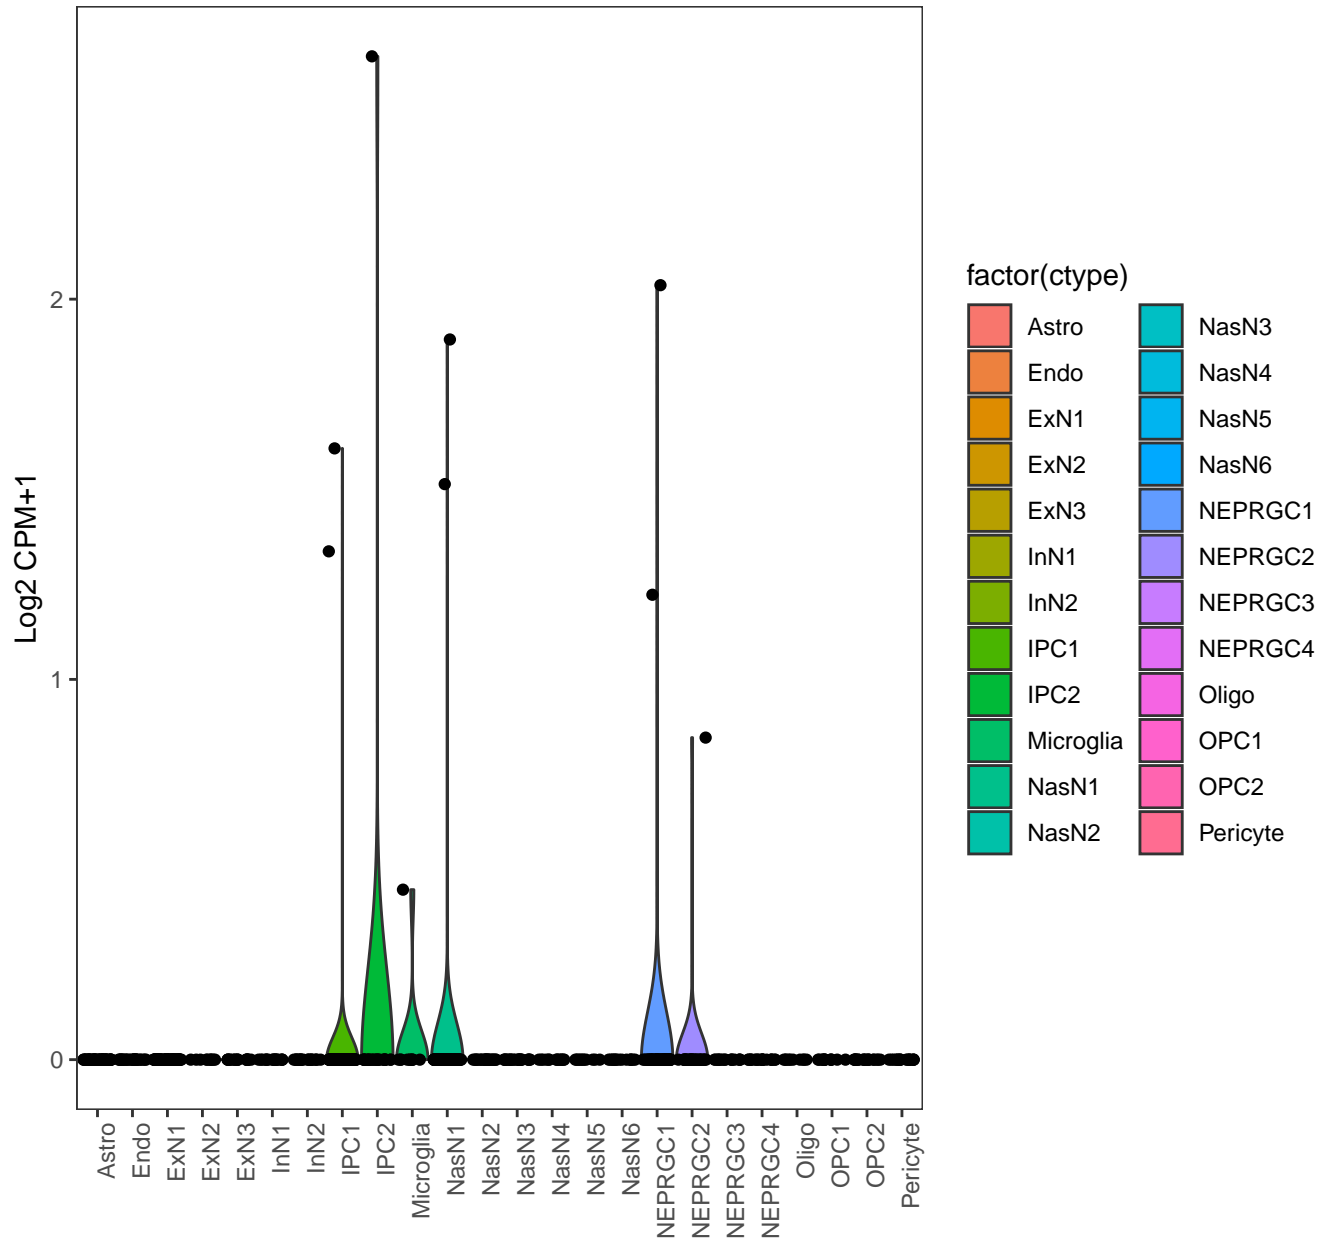 Log2 CPM+1
2
1
0
Astro
Endo
ExN1
ExN2
ExN3
InN1
InN2
IPC1
IPC2
Microglia
NasN1
NasN2
NasN3
NasN4
NasN5
NasN6
NEPRGC1
NEPRGC2
NEPRGC3
NEPRGC4
Oligo
OPC1
OPC2
Pericyte
factor(ctype)
Astro
Endo
ExN1
ExN2
ExN3
InN1
InN2
IPC1
IPC2
Microglia
NasN1
NasN2
NasN3
NasN4
NasN5
NasN6
NEPRGC1
NEPRGC2
NEPRGC3
NEPRGC4
Oligo
OPC1
OPC2
Pericyte